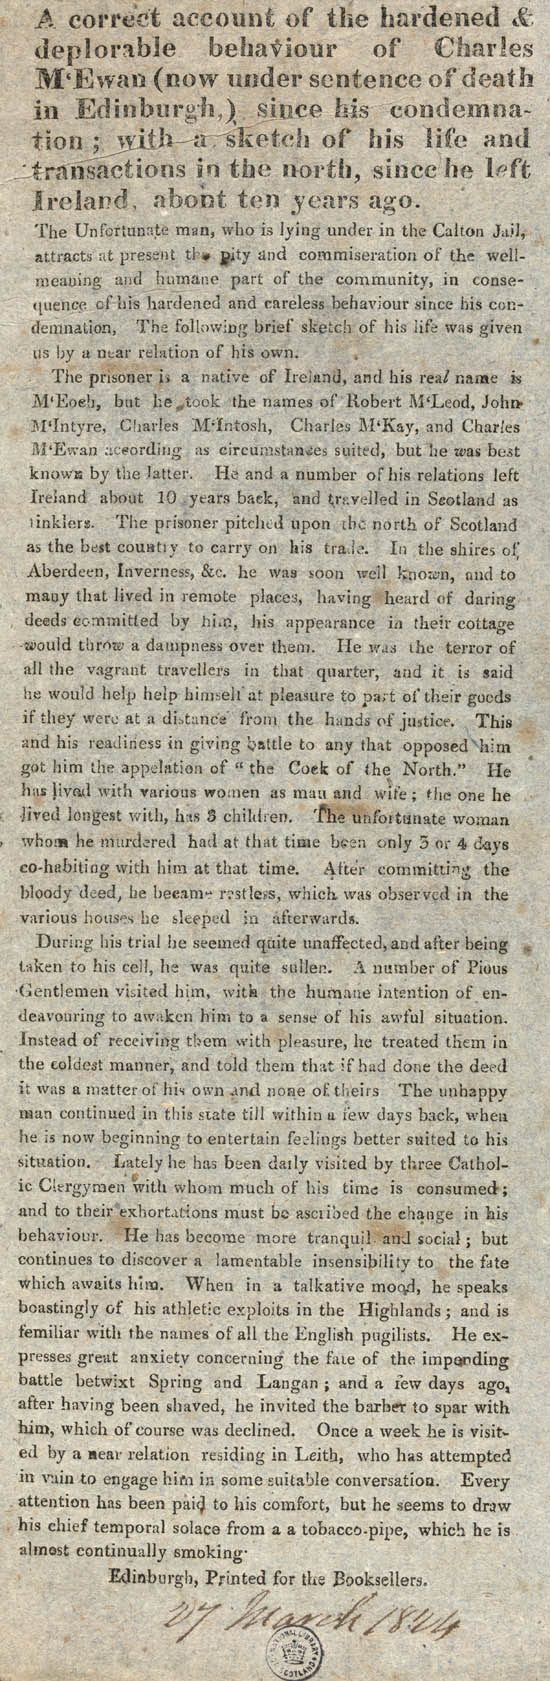 A correct account of the hardened &
deplorable behaviour of Charles
M'Ewan (now under sentence of death
in Edinburgh,) since his condemna-
tion; with a sketch of his life and
transactions in the north, since he left
Ireland, about ten years ago.
The Unfortunate man, who is lying under in the Calton Jail,
attracts at present the pity and commiseration of the well-
meaning and humane part of the community, in conse-
quence of his hardened and careless behaviour since his con-
demnation, The following brief sketch of his life was given
us by a near relation of his own.
The prisoner is a native of Ireland, and his real name is
M'Eoch, but he took the names of Robert M'Leod, John
M'Intyre, Charles M'Intosh, Charles M'Kay, and Charles
M'Ewan according as circumstances suited, but he was best
known by the latter. He and a number of his relations left
Ireland about 10 years back, and travelled in Scotland as
tinklers. The prisoner pitched upon the north of Scotland
as the best country to carry on his trade. In the shires of
Aberdeen, Inverness, &c. he was soon well known, and to
many that lived in remote places, having heard of daring
deeds committed by him, his appearance in their cottage
would throw a dampness over them. He was the terror of
all the vagrant travellers in that quarter, and it is said
he would help help himself at pleasure to part of their goods
if they were at a distance from the hands of justice. This
and his readiness in giving battle to any that opposed him
got him the appelation of "the Cock of the North." He
has lived with various women as man and wife; the one he
lived longest with, has 3 children. The unfortunate woman
whom he murdered had at that time been only 3 or 4 days
co-habiting with him at that time. After committing the
bloody deed, he became restless, which was observed in the
various houses he sleeped in afterwards.
During his trial he seemed quite unaffected, and after being
taken to his cell, he was quite sullen. A number of Pious
Gentlemen visited him, with the humane intention of en-
deavouring to awaken him to a sense of his awful situation.
Instead of receiving them with pleasure, he treated them in
the coldest manner, and told them that if had done the deed
it was a matter of his own and none of theirs The unhappy
man continued in this state till within a few days back, when
he is now beginning to entertain feelings better suited to his
situation. Lately he has been daily visited by three Cathol-
ic Clergymen with whom much of his time is consumed;
and to their exhortations must be ascribed the change in his
behaviour. He has become more tranquil and social; but
continues to discover a lamentable insensibility to the fate
which awaits him. When in a talkative mood, he speaks
boastingly of his athletic exploits in the Highlands; and is
femiliar with the names of all the English pugilists. He ex-
presses great anxiety concerning the fate of the impending
battle betwixt Spring and Langan; and a few days ago,
after having been shaved, he invited the barber to spar with
him, which of course was declined. Once a week he is visit-
ed by a near relation residing in Leith, who has attempted
in vain to engage him in some suitable conversation. Every
attention has been paid to his comfort, but he seems to draw
his chief temporal solace from a a tobacco-pipe, which he is
almost continually smoking.
Edinburgh, Printed for the Booksellers.
27 March 1824
NATIONAL LIBRARY
OF SCOTLAND